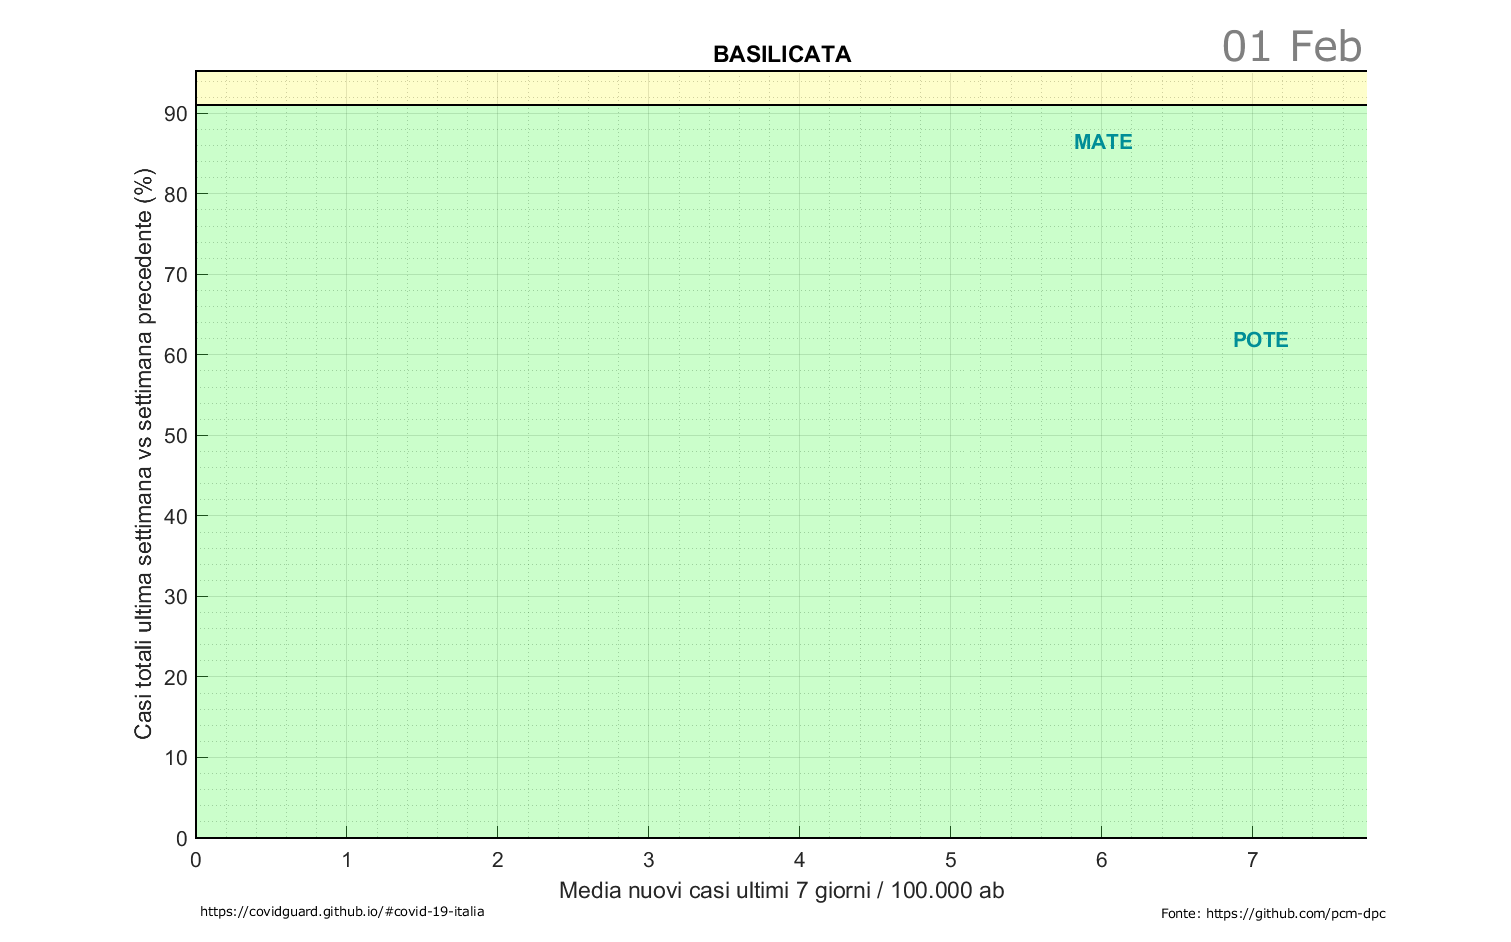 01 Feb
BASILICATA
90
80
70
60
50
40
30
20
10
0
Casi totali ultima settimana vs settimana precedente (%)
MATE
POTE
0 1 2 3 4 5 6 7
Media nuovi casi ultimi 7 giorni / 100.000 ab
https://covidguard.github.io/#covid-19-italia
Fonte: https://github.com/pcm-dpc